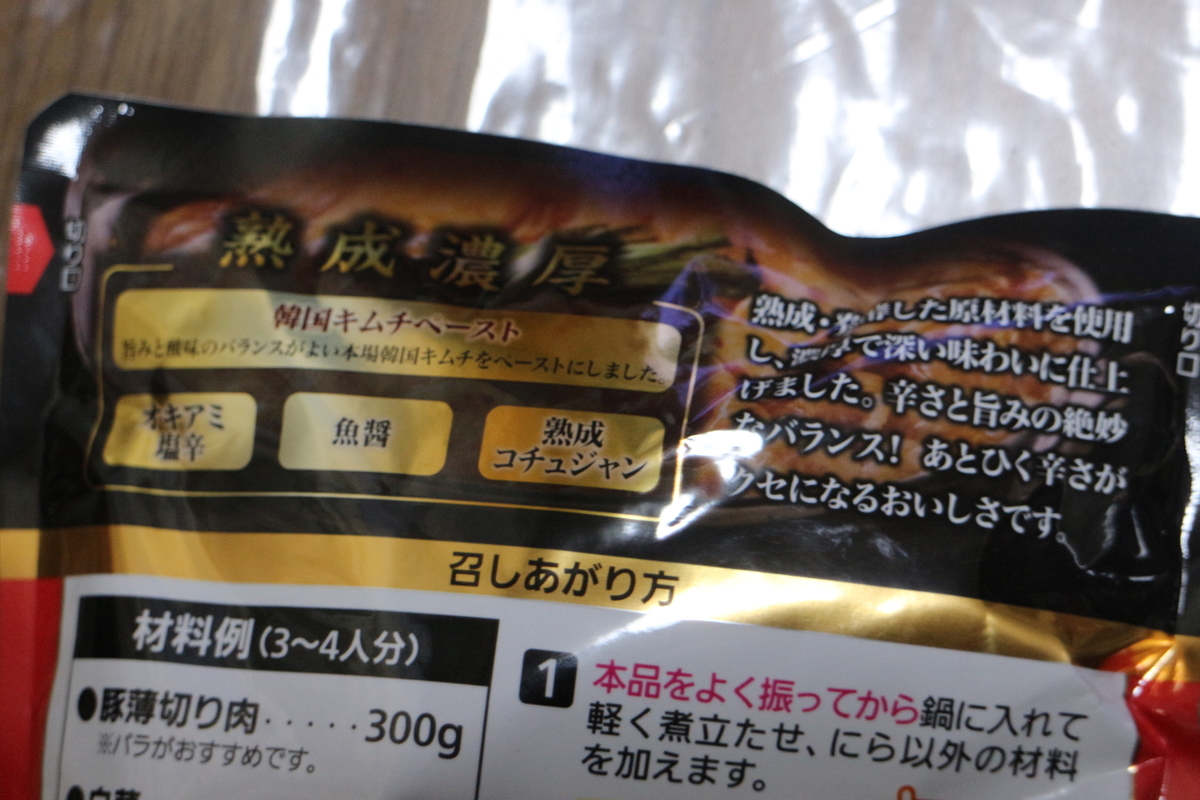 切り口
熟成濃厚
韓国キムチペースト
旨みと酸味のバランスがよい本場韓国キムチをペーストにしました。
オキアミ
塩辛
魚醤
熟成
コチュジャン
熟成・発酵した原材料を使用
し、濃厚で深い味わいに仕上
げました。辛さと旨みの絶妙
なバランス！あとひく辛さが
クセになるおいしさです。
切り口
召しあがり方
材料例(3〜4人分)
●豚薄切り肉·····300g
※バラがおすすめです。
1 本品をよく振ってから鍋に入れて
軽く煮立たせ、にら以外の材料
を加えます。